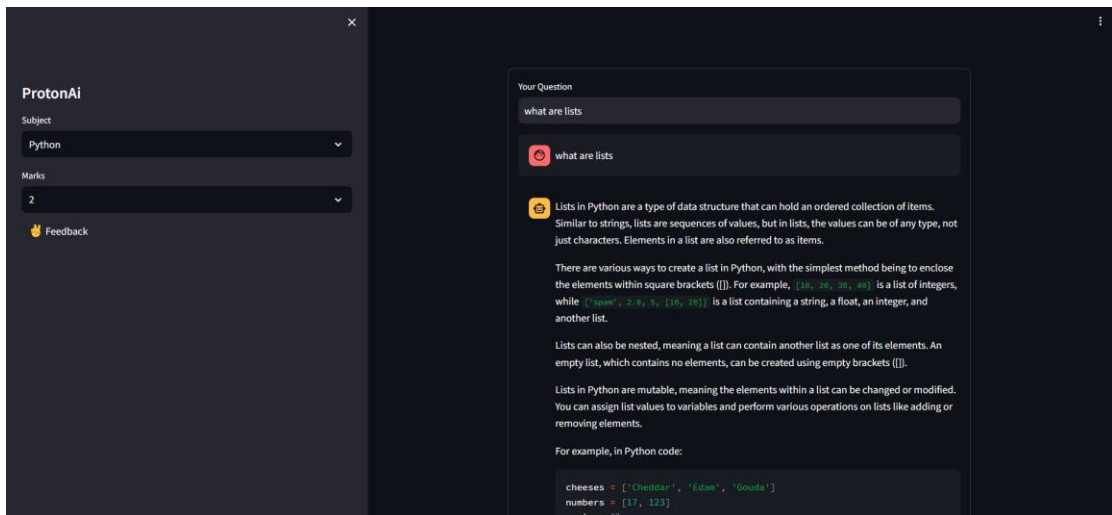 ProtonAi
Subject
Python
Marks
2
Feedback
Your Question
what are lists
what are lists
Lists in Python are a type of data structure that can hold an ordered collection of items.
Similar to strings, lists are sequences of values, but in lists, the values can be of any type, not
just characters. Elements in a list are also referred to as items.
There are various ways to create a list in Python, with the simplest method being to enclose
the elements within square brackets ([]). For example, [10, 20, 30, 40] is a list of integers,
while ['spam', 2.0, 5, [10, 20]] is a list containing a string, a float, an integer, and
another list.
Lists can also be nested, meaning a list can contain another list as one of its elements. An
empty list, which contains no elements, can be created using empty brackets ([]).
Lists in Python are mutable, meaning the elements within a list can be changed or modified.
You can assign list values to variables and perform various operations on lists like adding or
removing elements.
For example, in Python code:
cheeses = ['Cheddar', 'Edam', 'Gouda']
numbers = [17, 123]